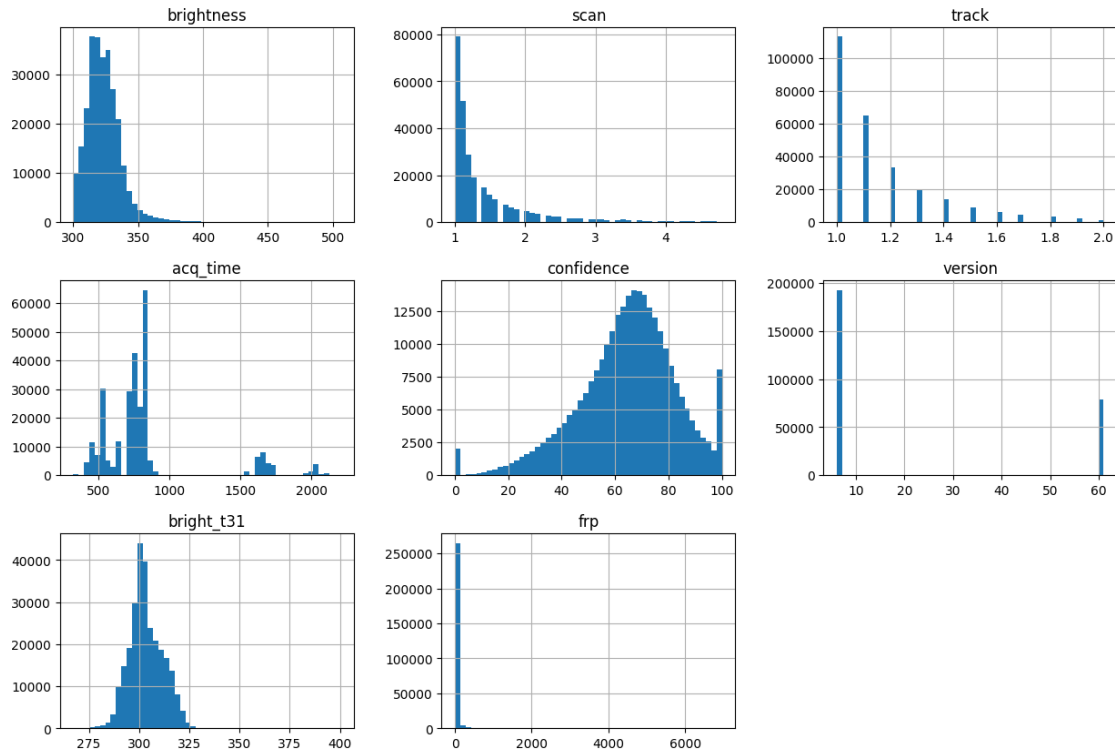 brightness
30000
20000
10000
0
300 350 400 450 500
scan
80000
60000
40000
20000
0
1 2 3 4
track
100000
80000
60000
40000
20000
0
1.0 1.2 1.4 1.6 1.8 2.0
acq_time
60000
50000
40000
30000
20000
10000
0
500 1000 1500 2000
confidence
12500
10000
7500
5000
2500
0
0 20 40 60 80 100
version
200000
150000
100000
50000
0
10 20 30 40 50 60
bright_t31
40000
30000
20000
10000
0
275 300 325 350 375 400
frp
250000
200000
150000
100000
50000
0
0 2000 4000 6000